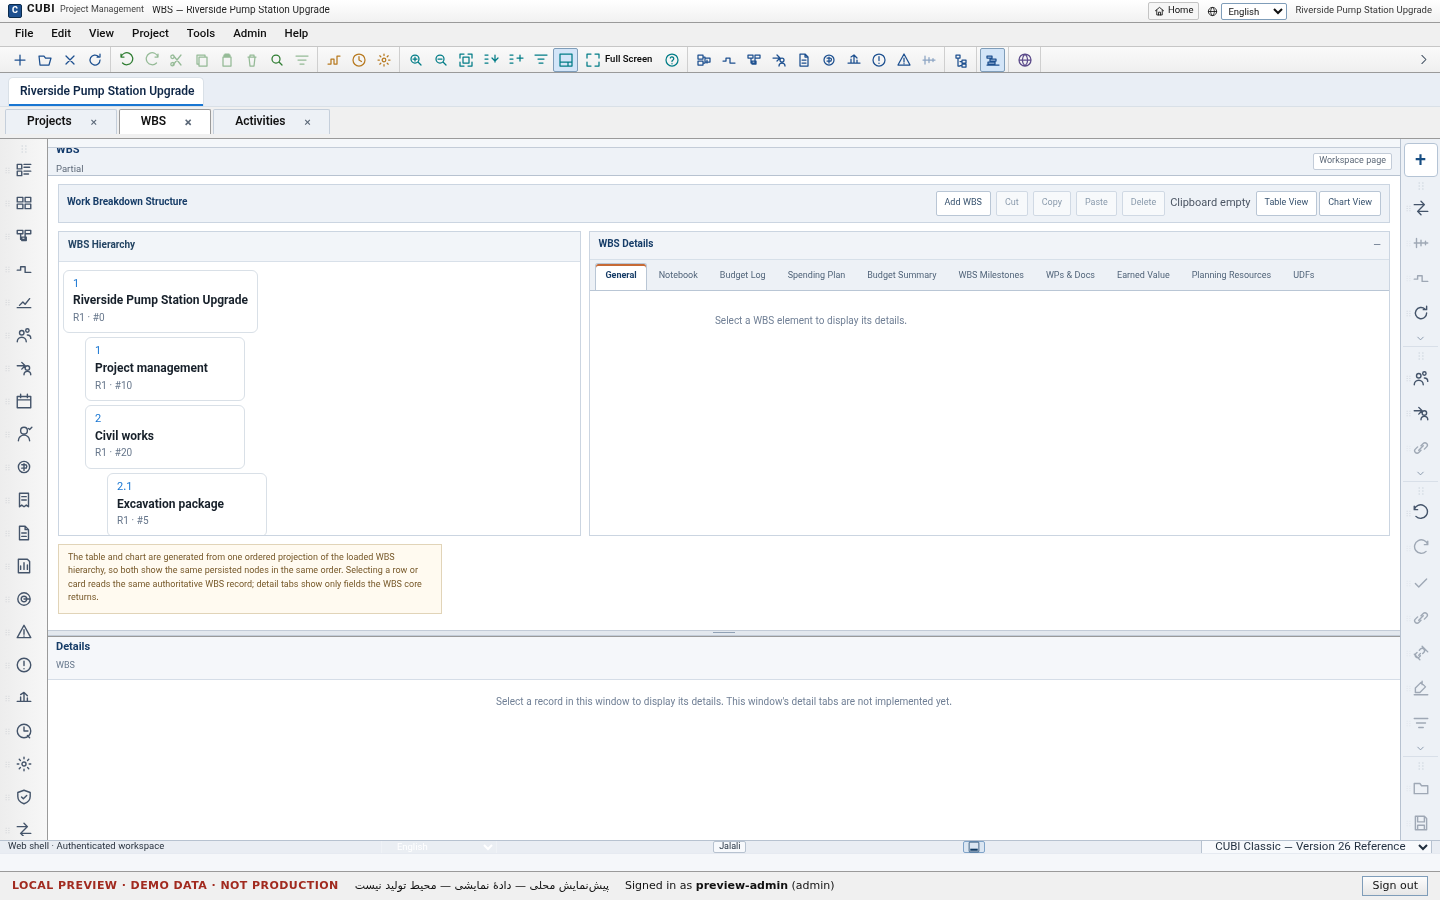 CUBI Project Management WBS — Riverside Pump Station Upgrade
Home English Riverside Pump Station Upgrade
File Edit View Project Tools Admin Help
Full Screen
Riverside Pump Station Upgrade
Projects × WBS × Activities ×
WBS
Partial
Workspace page
Work Breakdown Structure
Add WBS Cut Copy Paste Delete Clipboard empty Table View Chart View
WBS Hierarchy
1
Riverside Pump Station Upgrade
R1 · #0
1
Project management
R1 · #10
2
Civil works
R1 · #20
2.1
Excavation package
R1 · #5
WBS Details
General Notebook Budget Log Spending Plan Budget Summary WBS Milestones WPs & Docs Earned Value Planning Resources UDFs
Select a WBS element to display its details.
The table and chart are generated from one ordered projection of the loaded WBS
hierarchy, so both show the same persisted nodes in the same order. Selecting a row or
card reads the same authoritative WBS record; detail tabs show only fields the WBS core
returns.
Details
WBS
Select a record in this window to display its details. This window's detail tabs are not implemented yet.
Web shell · Authenticated workspace English Jalali CUBI Classic — Version 26 Reference
LOCAL PREVIEW · DEMO DATA · NOT PRODUCTION پیش‌نمایش محلی — دادهٔ نمایشی — محیط تولید نیست Signed in as preview-admin (admin) Sign out